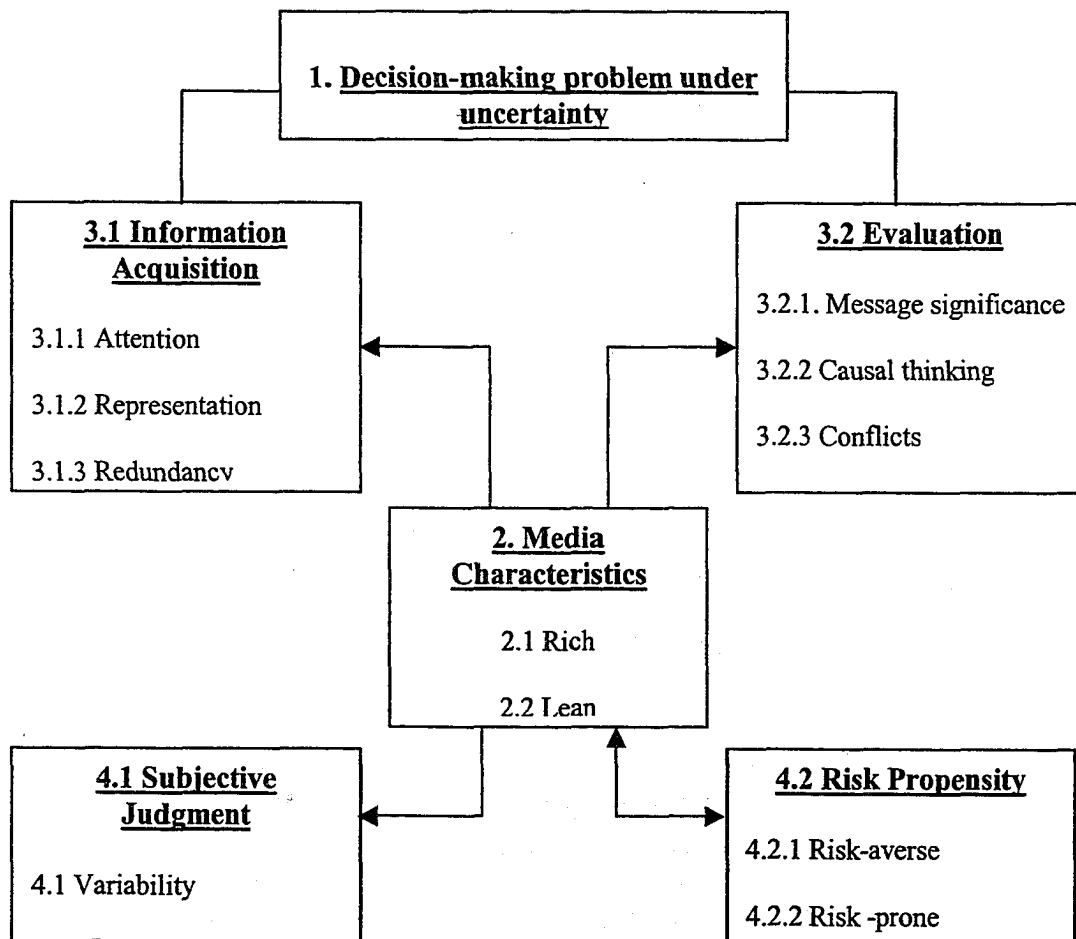 1. Decision-making problem under
uncertainty
3.1 Information
Acquisition
3.1.1 Attention
3.1.2 Representation
3.1.3 Redundancy
3.2 Evaluation
3.2.1. Message significance
3.2.2 Causal thinking
3.2.3 Conflicts
2. Media
Characteristics
2.1 Rich
2.2 Lean
4.1 Subjective
Judgment
4.1 Variability
4.2 Risk Propensity
4.2.1 Risk-averse
4.2.2 Risk -prone